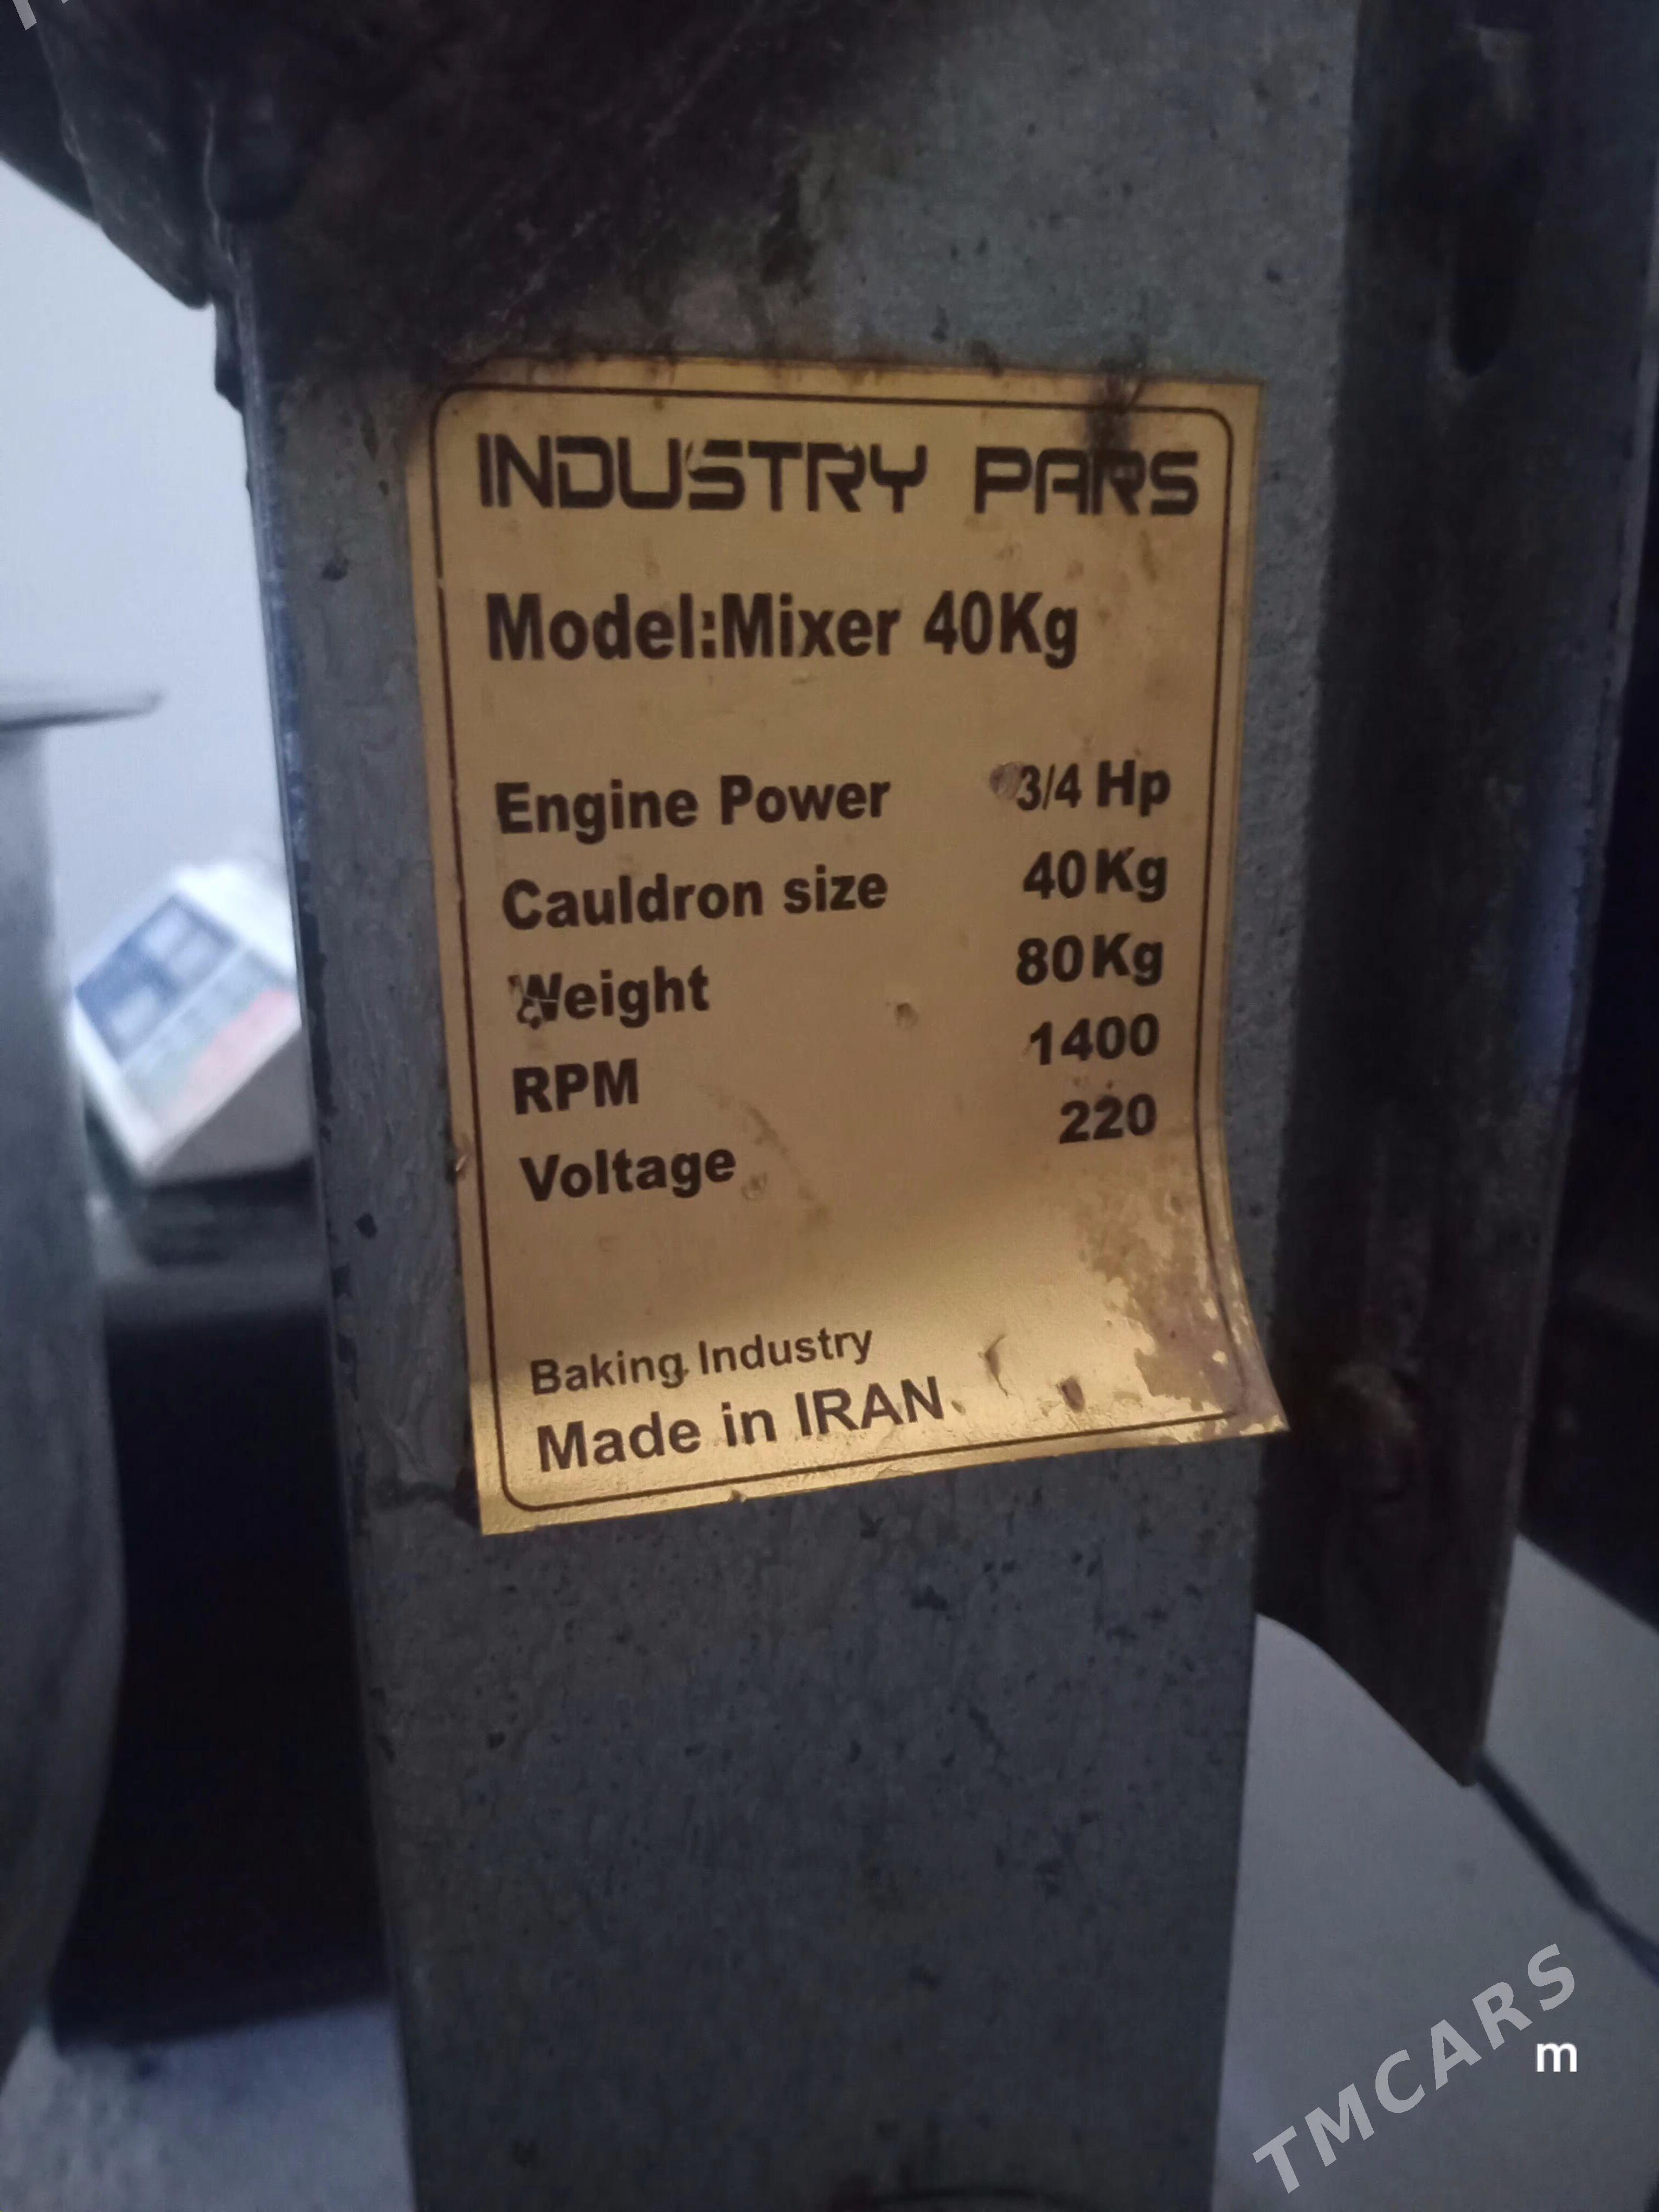 INDUSTRY PARS
Model:Mixer 40Kg
Engine Power 3/4 Hp
Cauldron size 40Kg
Weight 80Kg
RPM 1400
Voltage 220
Baking Industry
Made in IRAN
TMCARS
m